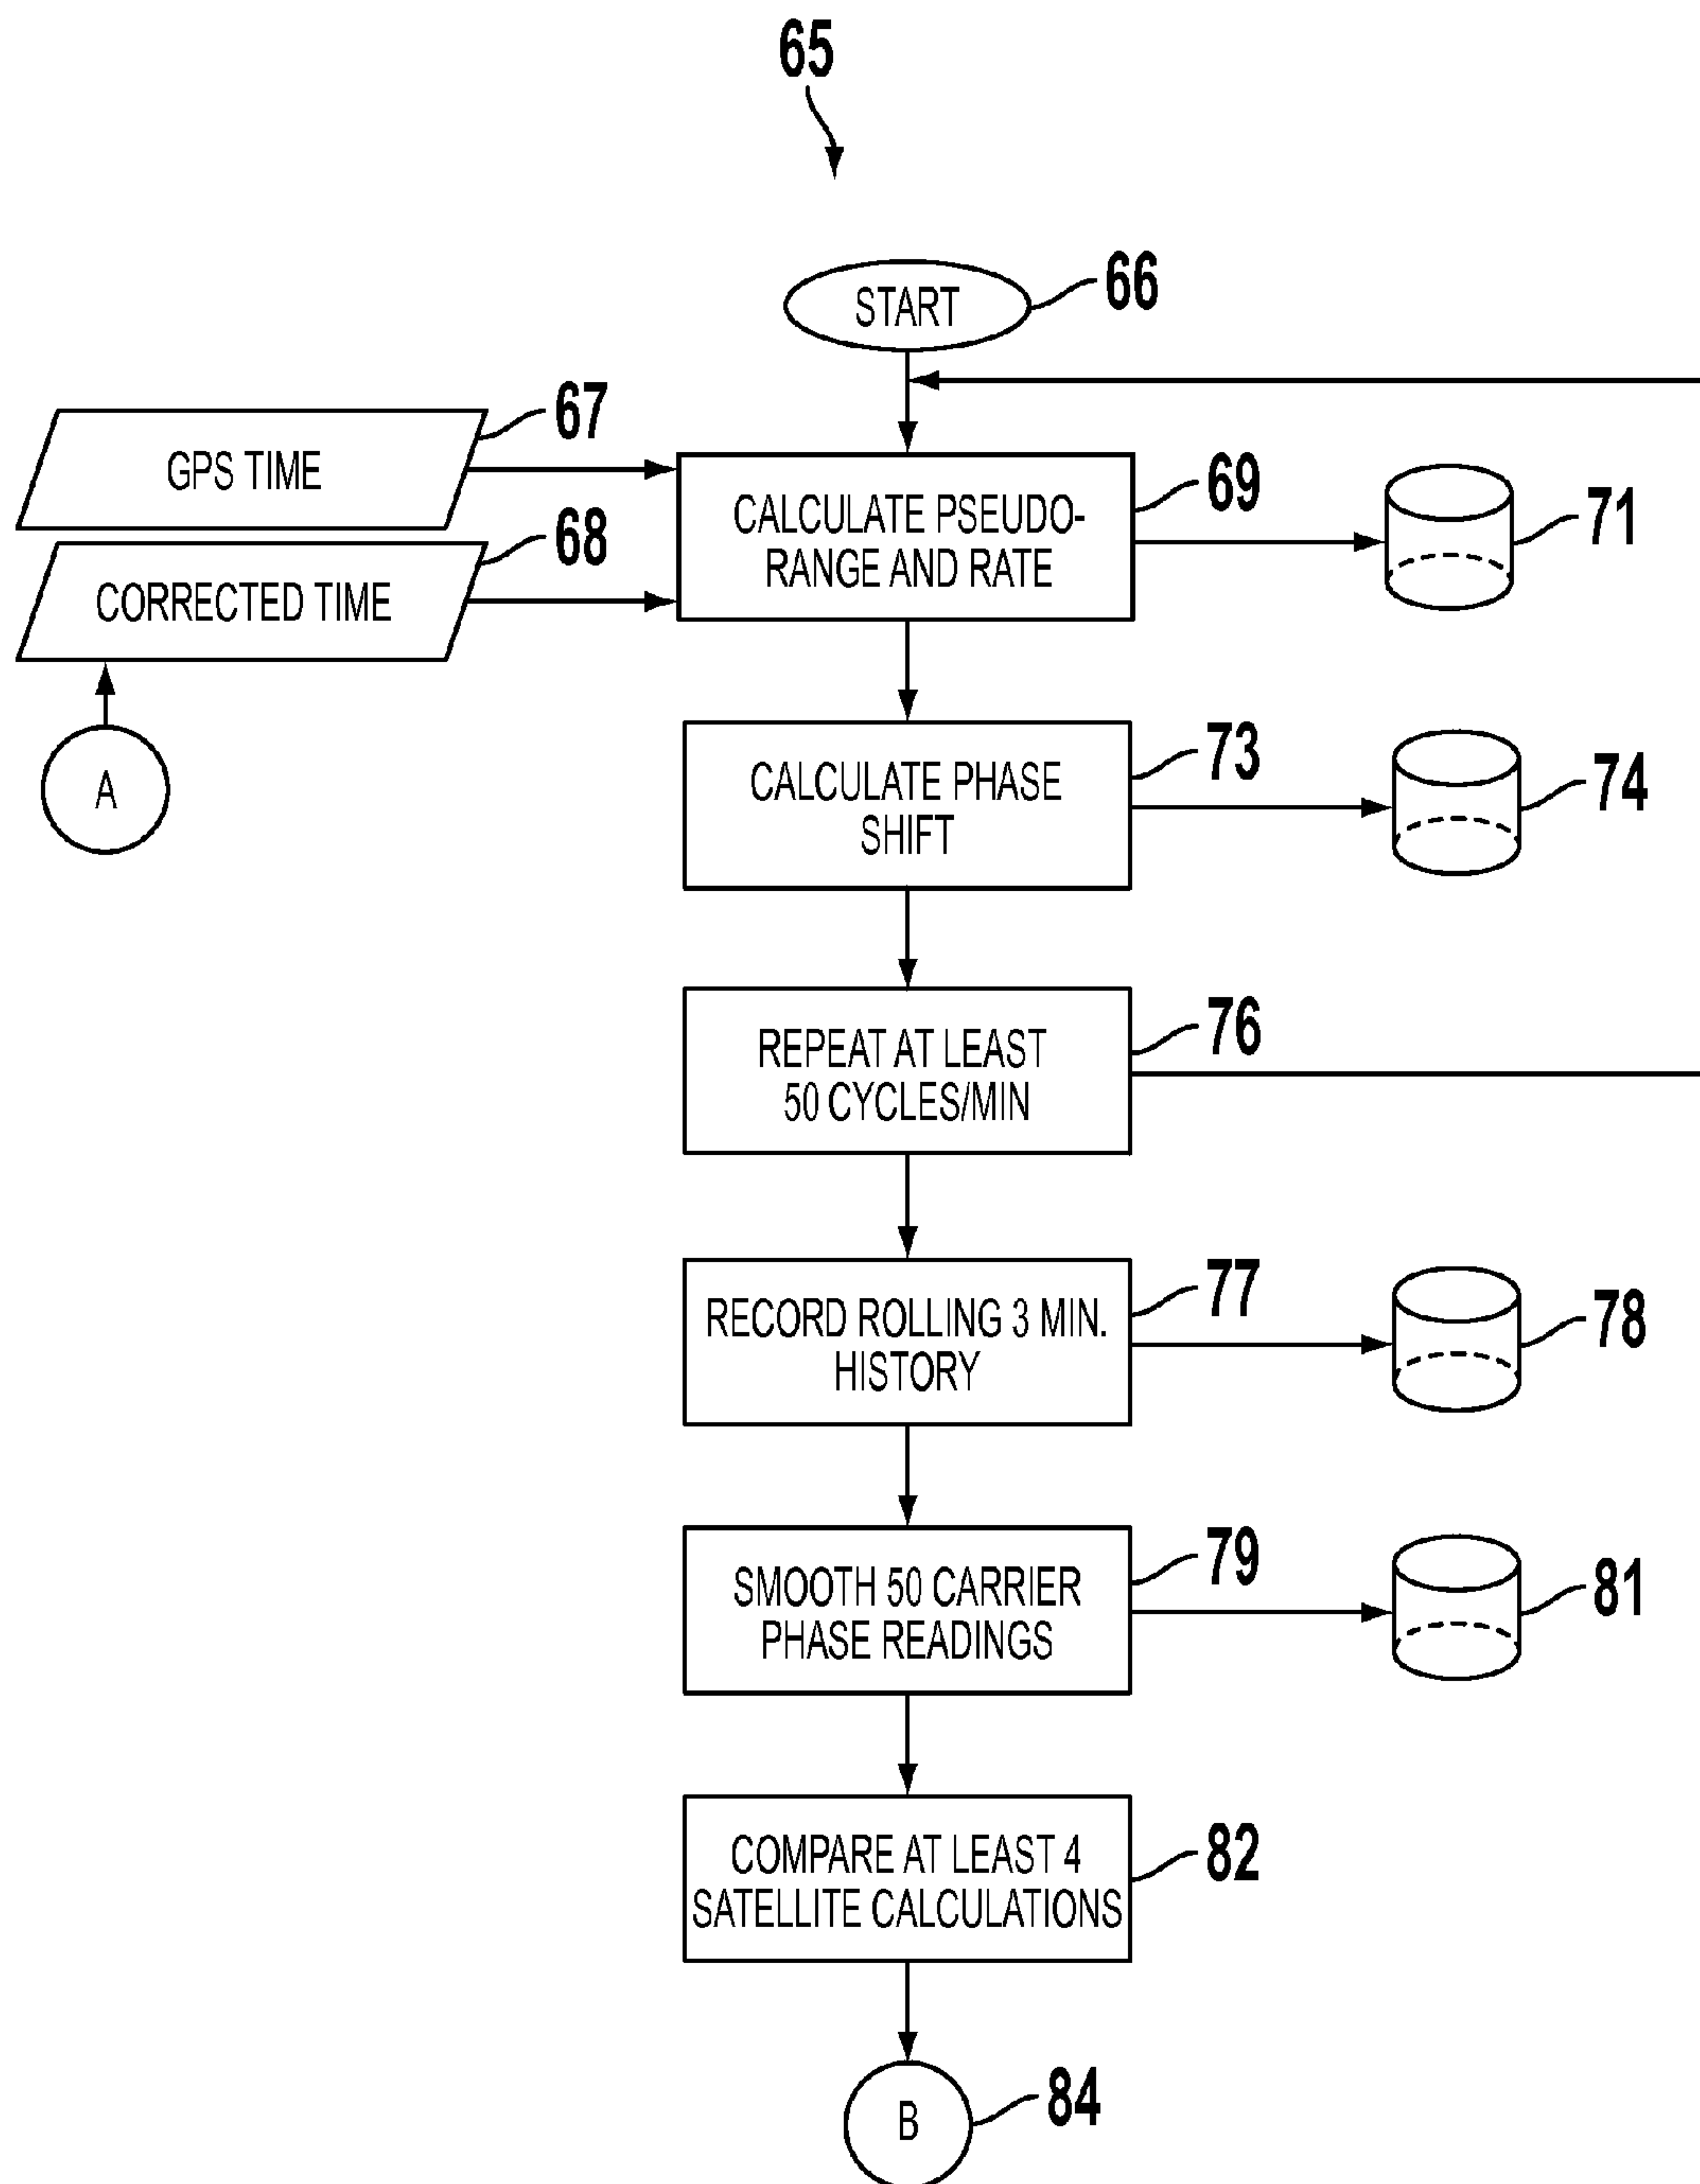 65
START
66
GPS TIME
67
CORRECTED TIME
68
CALCULATE PSEUDO-
RANGE AND RATE
69
71
A
CALCULATE PHASE
SHIFT
73
74
REPEAT AT LEAST
50 CYCLES/MIN
76
RECORD ROLLING 3 MIN.
HISTORY
77
78
SMOOTH 50 CARRIER
PHASE READINGS
79
81
COMPARE AT LEAST 4
SATELLITE CALCULATIONS
82
B
84